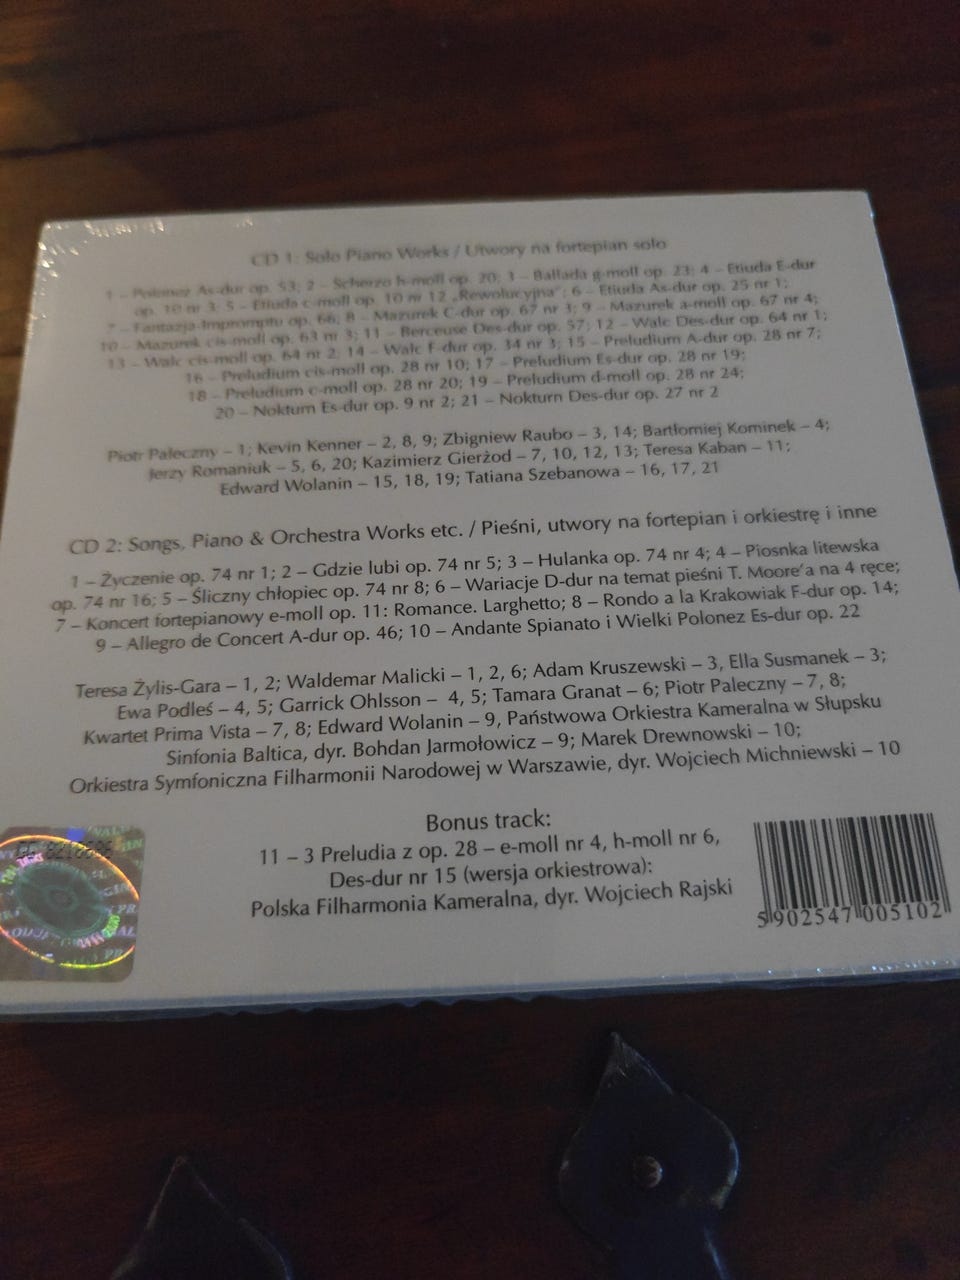 CD 1: Solo Piano Works / Utwory na fortepian solo
1 – Polonez As-dur op. 53; 2 – Scherzo h-moll op. 20; 3 – Ballada g-moll op. 23; 4 – Etiuda E-dur
op. 10 nr 3; 5 – Etiuda c-moll op. 10 nr 12 „Rewolucyjna”; 6 – Etiuda As-dur op. 25 nr 1;
7 – Fantazja-Impromptu op. 66; 8 – Mazurek C-dur op. 67 nr 3; 9 – Mazurek a-moll op. 67 nr 4;
10 – Mazurek cis-moll op. 63 nr 3; 11 – Berceuse Des-dur op. 57; 12 – Walc Des-dur op. 64 nr 1;
13 – Walc cis-moll op. 64 nr 2; 14 – Walc F-dur op. 34 nr 3; 15 – Preludium A-dur op. 28 nr 7;
16 – Preludium cis-moll op. 28 nr 10; 17 – Preludium Es-dur op. 28 nr 19;
18 – Preludium c-moll op. 28 nr 20; 19 – Preludium d-moll op. 28 nr 24;
20 – Nokturn Es-dur op. 9 nr 2; 21 – Nokturn Des-dur op. 27 nr 2
Piotr Paleczny – 1; Kevin Kenner – 2, 8, 9; Zbigniew Raubo – 3, 14; Bartłomiej Kominek – 4;
Jerzy Romaniuk – 5, 6, 20; Kazimierz Gierżod – 7, 10, 12, 13; Teresa Kaban – 11;
Edward Wolanin – 15, 18, 19; Tatiana Szebanowa – 16, 17, 21
CD 2: Songs, Piano & Orchestra Works etc. / Pieśni, utwory na fortepian i orkiestrę i inne
1 – Życzenie op. 74 nr 1; 2 – Gdzie lubi op. 74 nr 5; 3 – Hulanka op. 74 nr 4; 4 – Piosnka litewska
op. 74 nr 16; 5 – Śliczny chłopiec op. 74 nr 8; 6 – Wariacje D-dur na temat pieśni T. Moore’a na 4 ręce;
7 – Koncert fortepianowy e-moll op. 11: Romance. Larghetto; 8 – Rondo a la Krakowiak F-dur op. 14;
9 – Allegro de Concert A-dur op. 46; 10 – Andante Spianato i Wielki Polonez Es-dur op. 22
Teresa Żylis-Gara – 1, 2; Waldemar Malicki – 1, 2, 6; Adam Kruszewski – 3, Ella Susmanek – 3;
Ewa Podleś – 4, 5; Garrick Ohlsson – 4, 5; Tamara Granat – 6; Piotr Paleczny – 7, 8;
Kwartet Prima Vista – 7, 8; Edward Wolanin – 9, Państwowa Orkiestra Kameralna w Słupsku
Sinfonia Baltica, dyr. Bohdan Jarmołowicz – 9; Marek Drewnowski – 10;
Orkiestra Symfoniczna Filharmonii Narodowej w Warszawie, dyr. Wojciech Michniewski – 10
Bonus track:
11 – 3 Preludia z op. 28 – e-moll nr 4, h-moll nr 6,
Des-dur nr 15 (wersja orkiestrowa):
Polska Filharmonia Kameralna, dyr. Wojciech Rajski
5 902547 005102